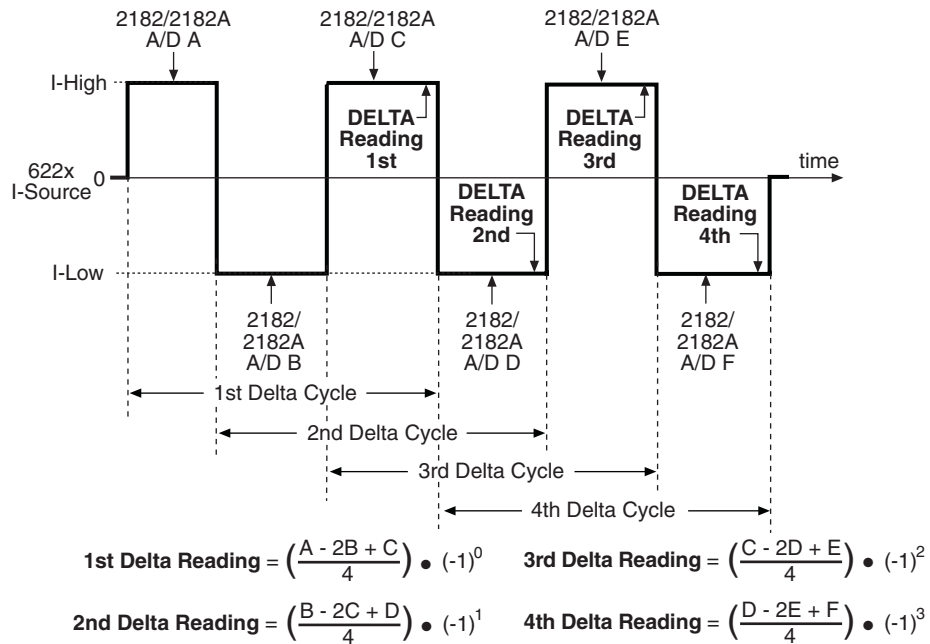 2182/2182A
A/D A
2182/2182A
A/D C
2182/2182A
A/D E
I-High
DELTA
Reading
1st
DELTA
Reading
3rd
622x
I-Source
0
time
DELTA
Reading
2nd
DELTA
Reading
4th
I-Low
2182/
2182A
A/D B
2182/
2182A
A/D D
2182/
2182A
A/D F
1st Delta Cycle
2nd Delta Cycle
3rd Delta Cycle
4th Delta Cycle
1st Delta Reading = ((A - 2B + C)/4) • (-1)^0
3rd Delta Reading = ((C - 2D + E)/4) • (-1)^2
2nd Delta Reading = ((B - 2C + D)/4) • (-1)^1
4th Delta Reading = ((D - 2E + F)/4) • (-1)^3